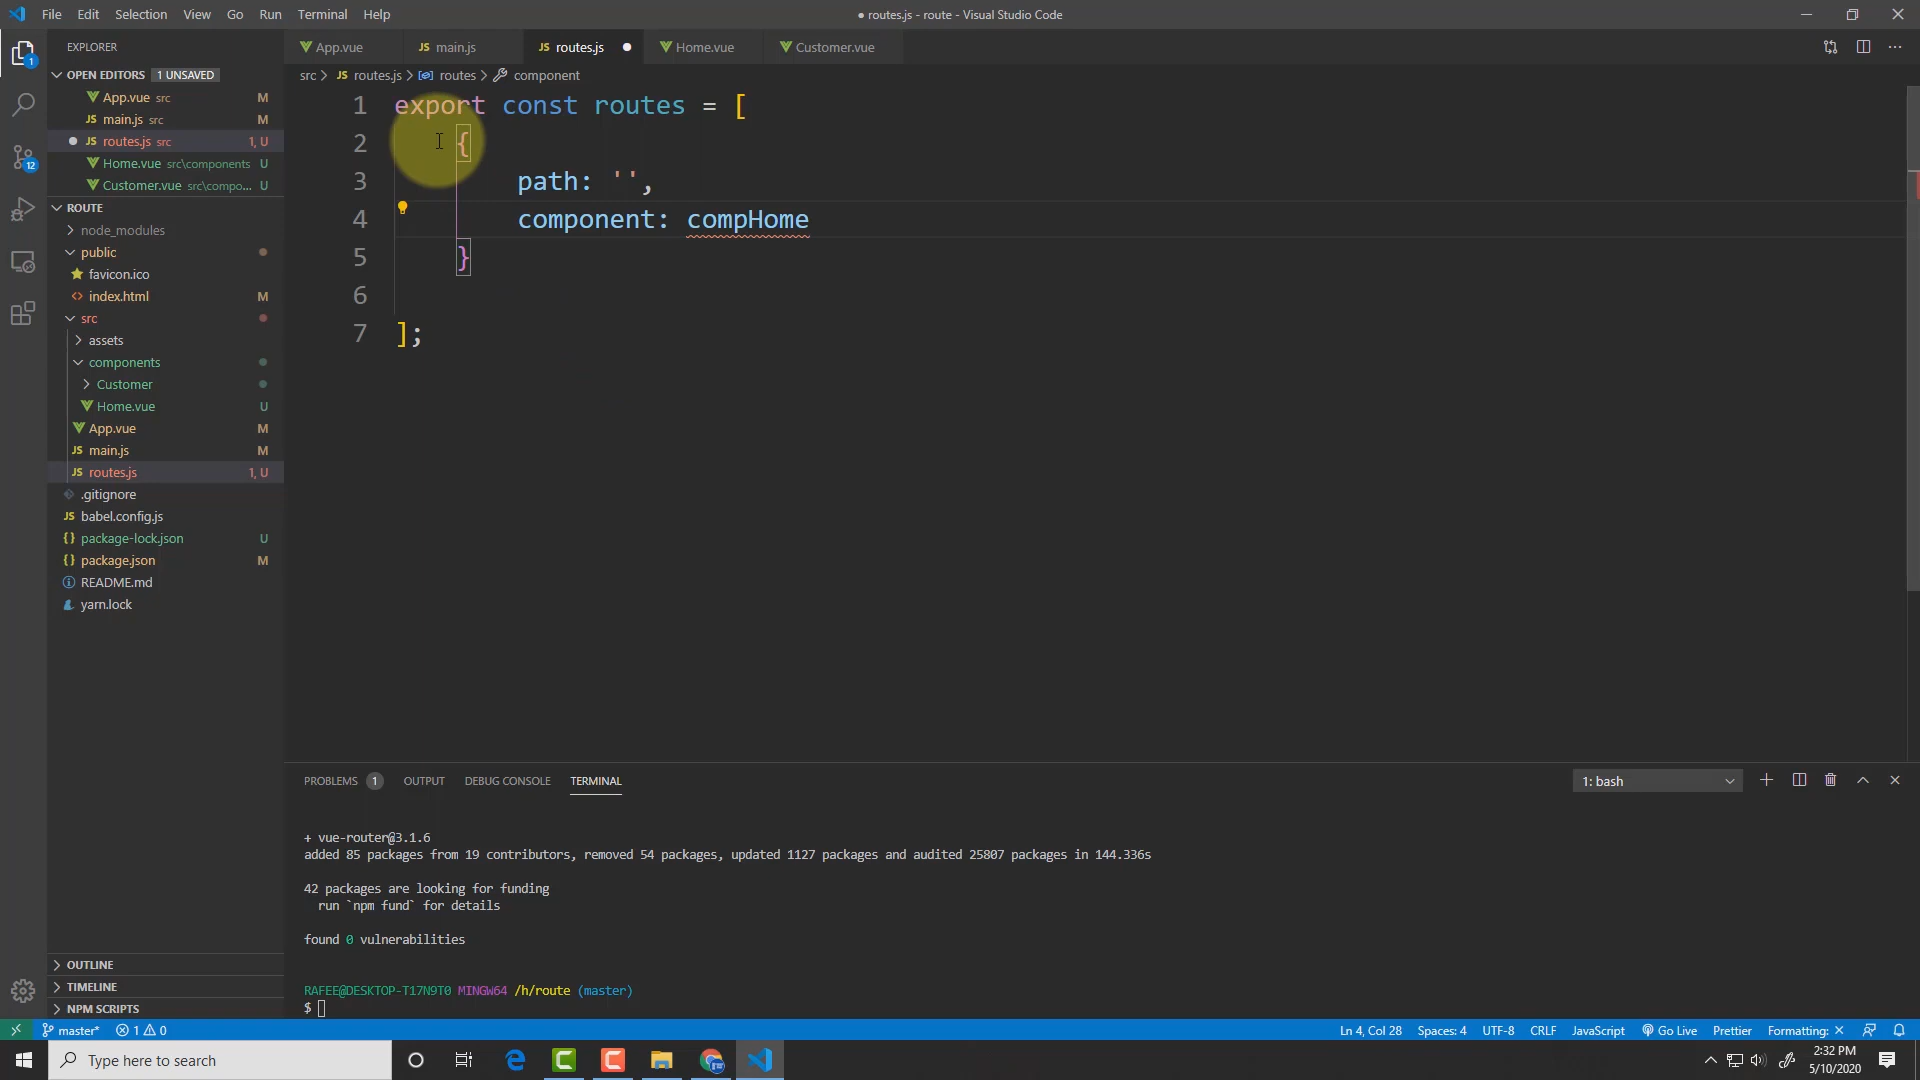 File Edit Selection View Go Run Terminal Help
● routes.js - route - Visual Studio Code
EXPLORER
OPEN EDITORS 1 UNSAVED
App.vue src M
main.js src M
JS routes.js src 1, U
Home.vue src\components U
Customer.vue src\compo... U
ROUTE
node_modules
public
favicon.ico
index.html M
src
assets
components
Customer
Home.vue U
App.vue M
JS main.js M
JS routes.js 1, U
.gitignore
JS babel.config.js
{} package-lock.json U
{} package.json M
README.md
yarn.lock
OUTLINE
TIMELINE
NPM SCRIPTS
App.vue JS main.js JS routes.js ● Home.vue Customer.vue
src > JS routes.js > routes > component
1 export const routes = [
2 {
3 path: '',
4 component: compHome
5 }
6
7 ];
PROBLEMS 1 OUTPUT DEBUG CONSOLE TERMINAL
1: bash
+ vue-router@3.1.6
added 85 packages from 19 contributors, removed 54 packages, updated 1127 packages and audited 25807 packages in 144.336s
42 packages are looking for funding
run `npm fund` for details
found 0 vulnerabilities
RAFEE@DESKTOP-T17N9T0 MINGW64 /h/route (master)
$
master* 1 0
Ln 4, Col 28 Spaces: 4 UTF-8 CRLF JavaScript Go Live Prettier Formatting: ×
Type here to search
2:32 PM
5/10/2020